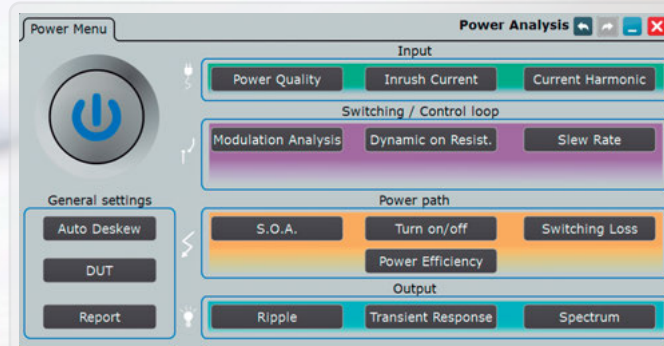 Power Menu
Power Analysis
Input
Power Quality
Inrush Current
Current Harmonic
Switching / Control loop
Modulation Analysis
Dynamic on Resist.
Slew Rate
General settings
Auto Deskew
DUT
Report
Power path
S.O.A.
Turn on/off
Switching Loss
Power Efficiency
Output
Ripple
Transient Response
Spectrum